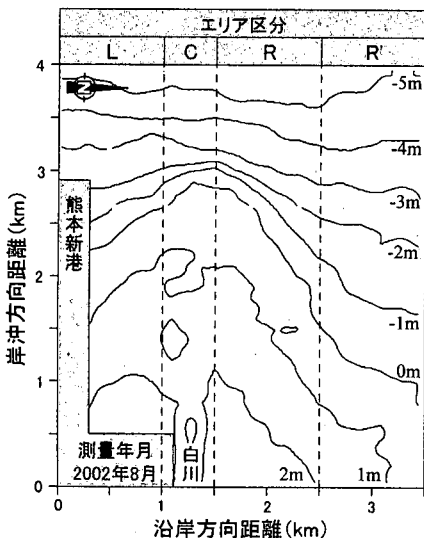 エリア区分
L C R R'
4
3
2
1
0
岸沖方向距離(km)
N
-5m
-4m
-3m
-2m
-1m
0m
1m
2m
熊本新港
測量年月
2002年8月
白川
0 1 2 3
沿岸方向距離(km)